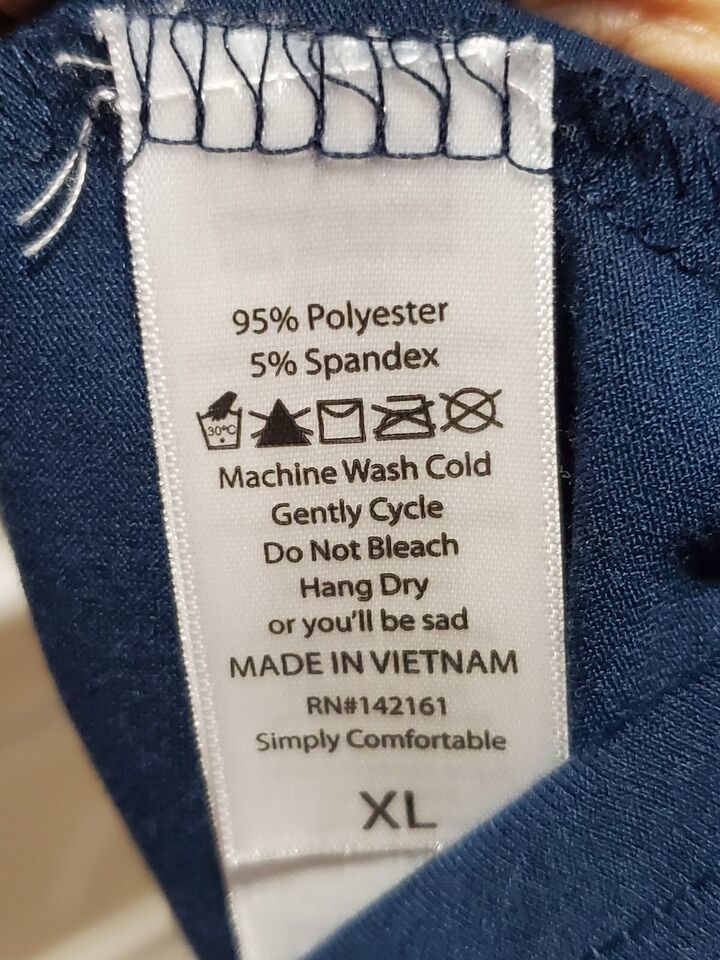 95% Polyester
5% Spandex
30°C
Machine Wash Cold
Gently Cycle
Do Not Bleach
Hang Dry
or you'll be sad
MADE IN VIETNAM
RN#142161
Simply Comfortable
XL